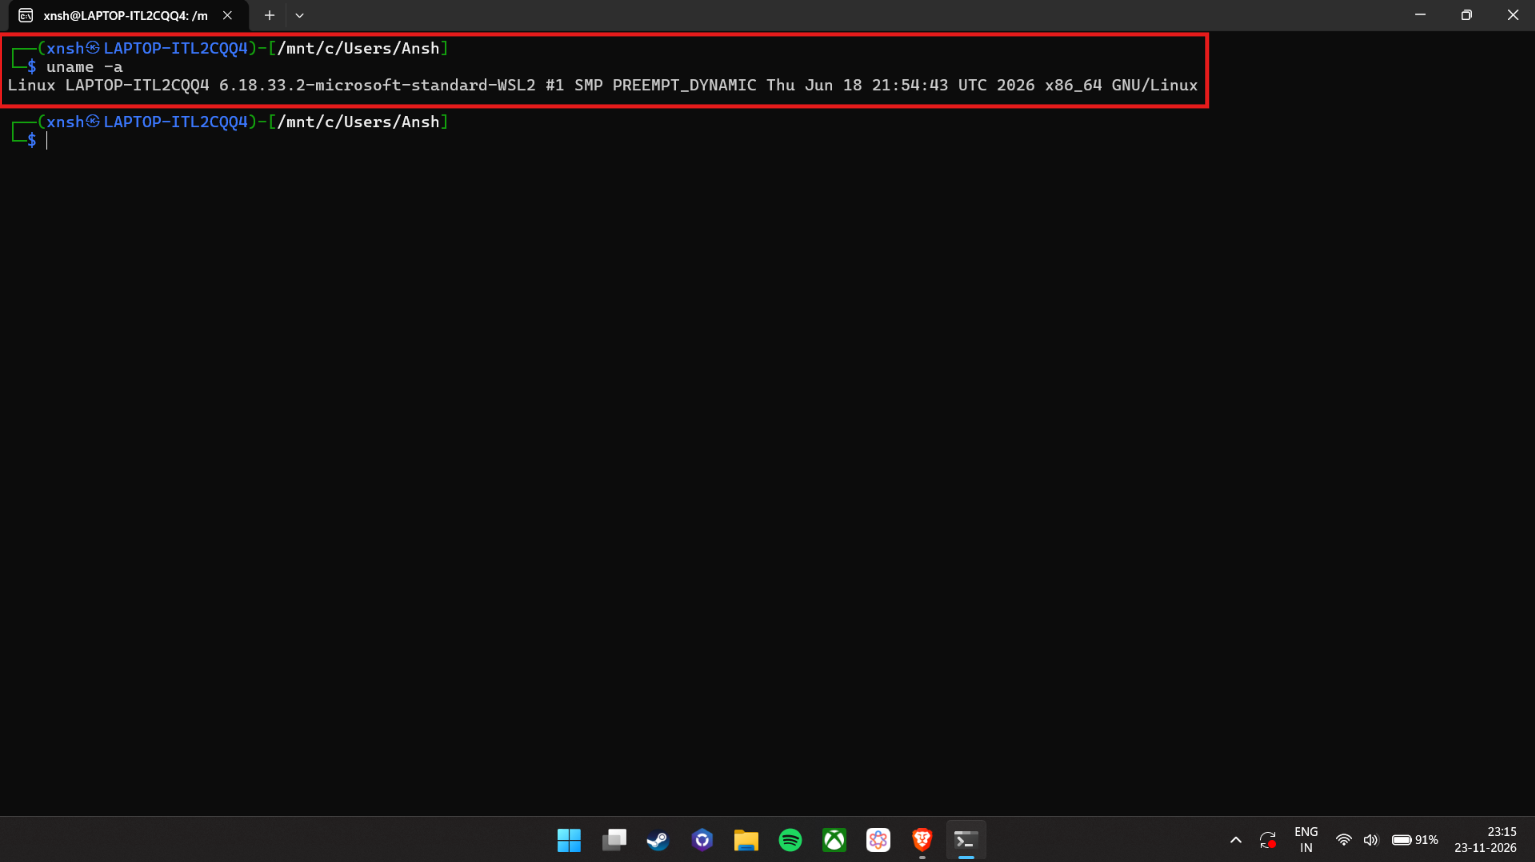 xnsh@LAPTOP-ITL2CQQ4: /m
┌──(xnsh㉿LAPTOP-ITL2CQQ4)-[/mnt/c/Users/Ansh]
└─$ uname -a
Linux LAPTOP-ITL2CQQ4 6.18.33.2-microsoft-standard-WSL2 #1 SMP PREEMPT_DYNAMIC Thu Jun 18 21:54:43 UTC 2026 x86_64 GNU/Linux
┌──(xnsh㉿LAPTOP-ITL2CQQ4)-[/mnt/c/Users/Ansh]
└─$
ENG
IN
91%
23:15
23-11-2026